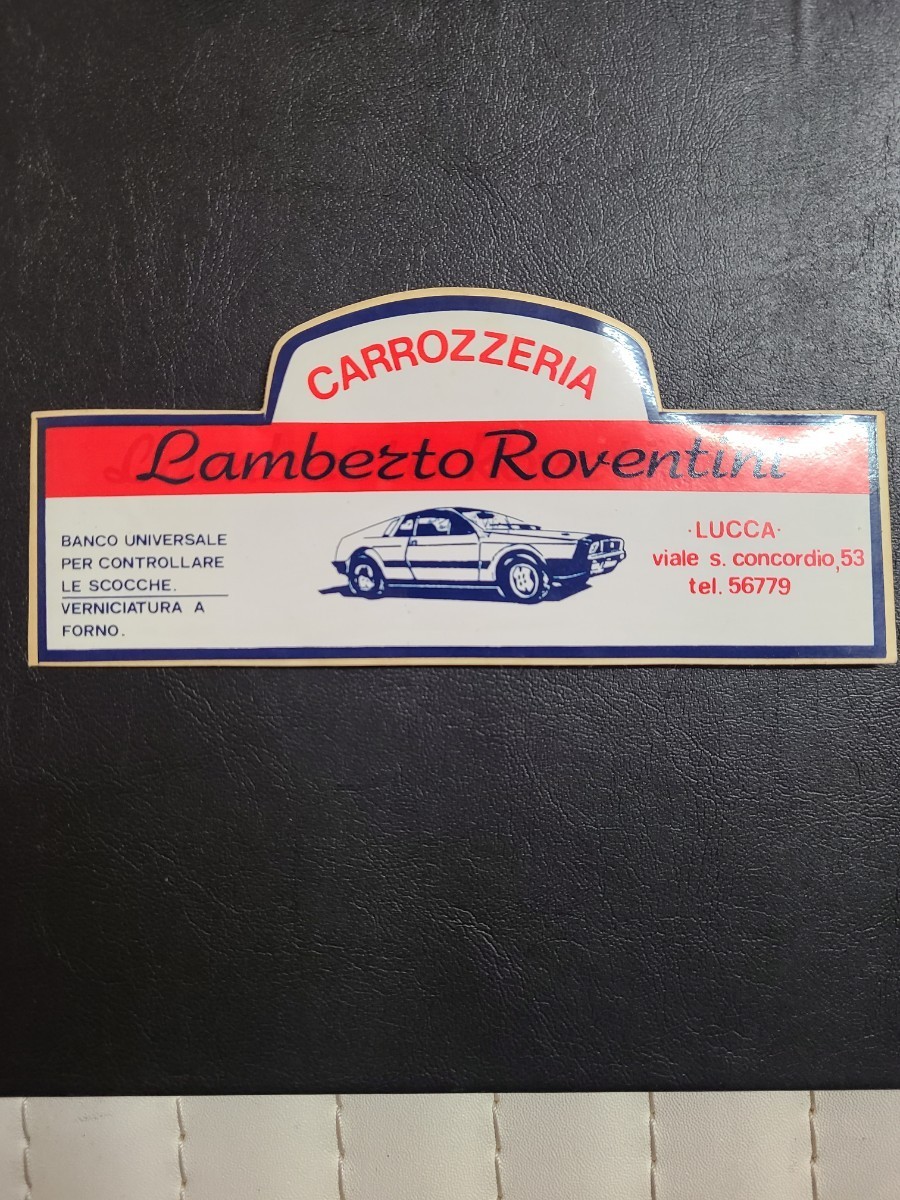 CARROZZERIA
Lamberto Roventini
BANCO UNIVERSALE
PER CONTROLLARE
LE SCOCCHE.
VERNICIATURA A
FORNO.
·LUCCA·
viale s. concordio,53
tel. 56779